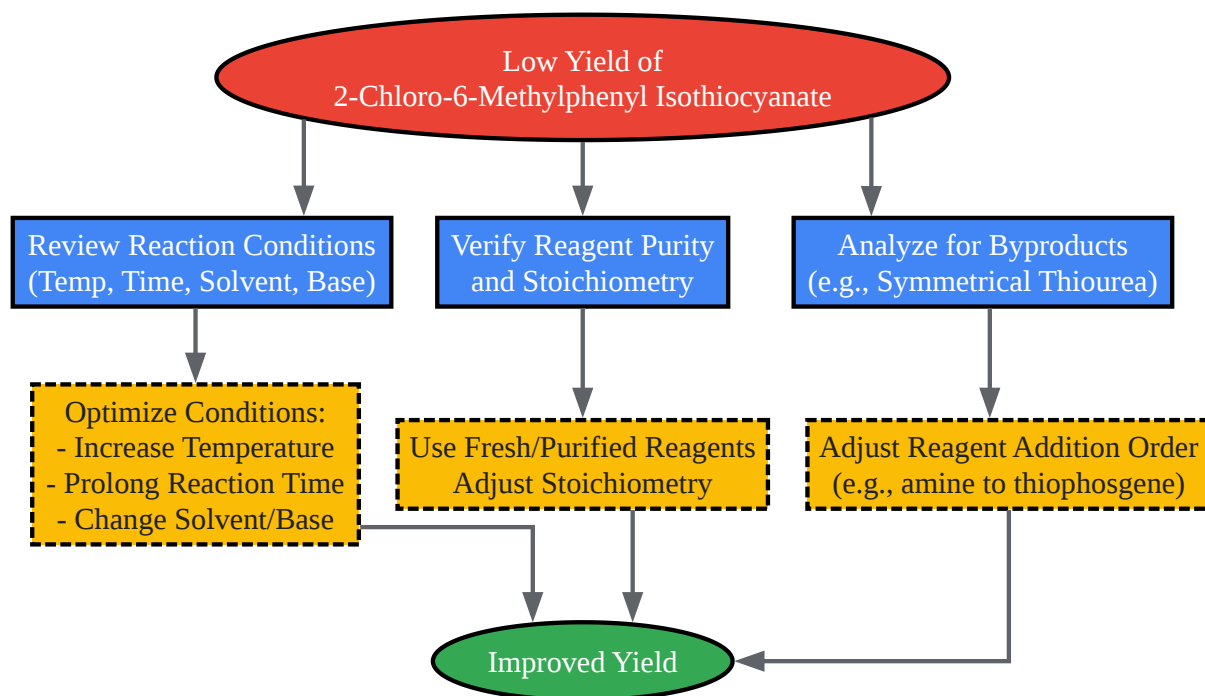 Low Yield of
2-Chloro-6-Methylphenyl Isothiocyanate
Review Reaction Conditions
(Temp, Time, Solvent, Base)
Verify Reagent Purity
and Stoichiometry
Analyze for Byproducts
(e.g., Symmetrical Thiourea)
Optimize Conditions:
- Increase Temperature
- Prolong Reaction Time
- Change Solvent/Base
Use Fresh/Purified Reagents
Adjust Stoichiometry
Adjust Reagent Addition Order
(e.g., amine to thiophosgene)
Improved Yield